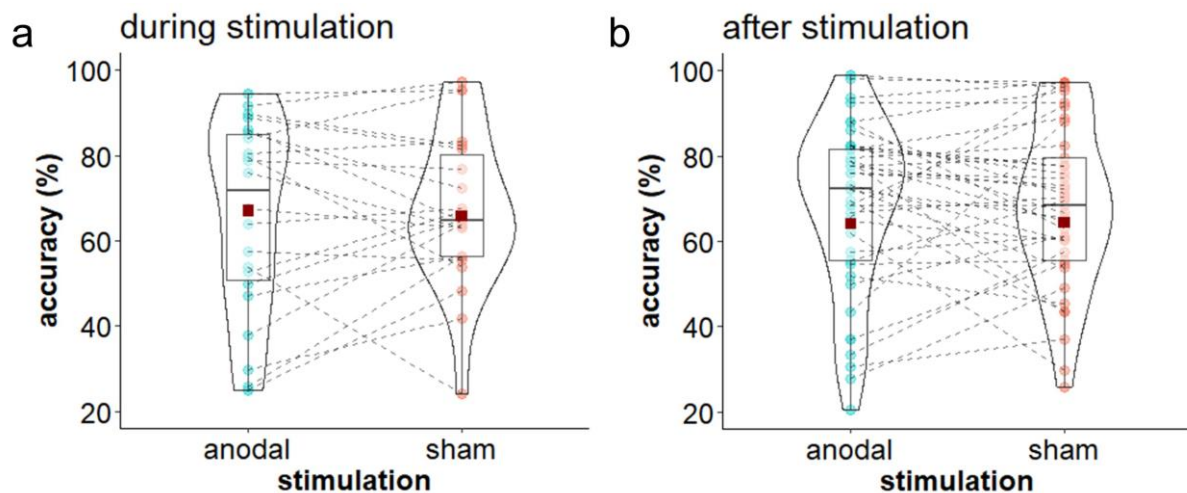 a
during stimulation
accuracy (%)
100
80
60
40
20
anodal
sham
stimulation
b
after stimulation
accuracy (%)
100
80
60
40
20
anodal
sham
stimulation